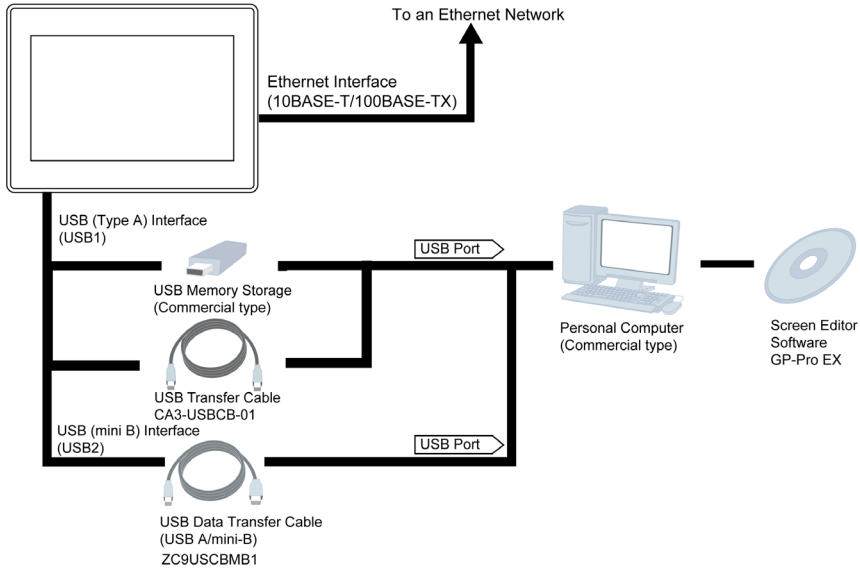 To an Ethernet Network
Ethernet Interface
(10BASE-T/100BASE-TX)
USB (Type A) Interface
(USB1)
USB Port
USB Memory Storage
(Commercial type)
Personal Computer
(Commercial type)
Screen Editor
Software
GP-Pro EX
USB Transfer Cable
CA3-USBCB-01
USB (mini B) Interface
(USB2)
USB Port
USB Data Transfer Cable
(USB A/mini-B)
ZC9USCBMB1